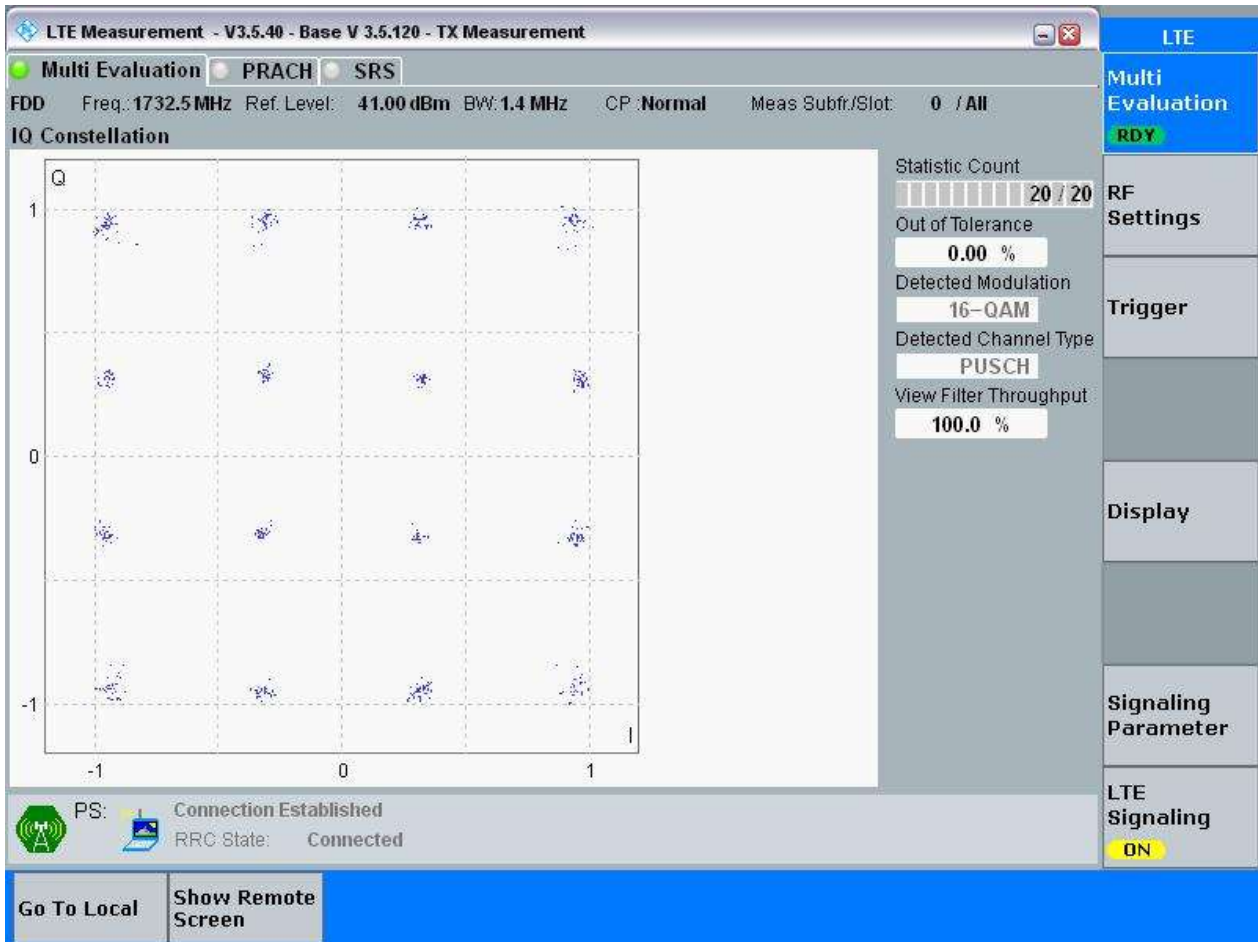 LTE Measurement - V3.5.40 - Base V 3.5.120 - TX Measurement
Multi Evaluation PRACH SRS
FDD Freq.: 1732.5 MHz Ref. Level: 41.00 dBm BW: 1.4 MHz CP : Normal Meas Subfr./Slot: 0 / All
IQ Constellation
Q
1
0
-1
I
-1 0 1
Statistic Count
20 / 20
Out of Tolerance
0.00 %
Detected Modulation
16-QAM
Detected Channel Type
PUSCH
View Filter Throughput
100.0 %
PS: Connection Established
RRC State: Connected
LTE
Multi
Evaluation
RDY
RF
Settings
Trigger
Display
Signaling
Parameter
LTE
Signaling
ON
Go To Local
Show Remote
Screen